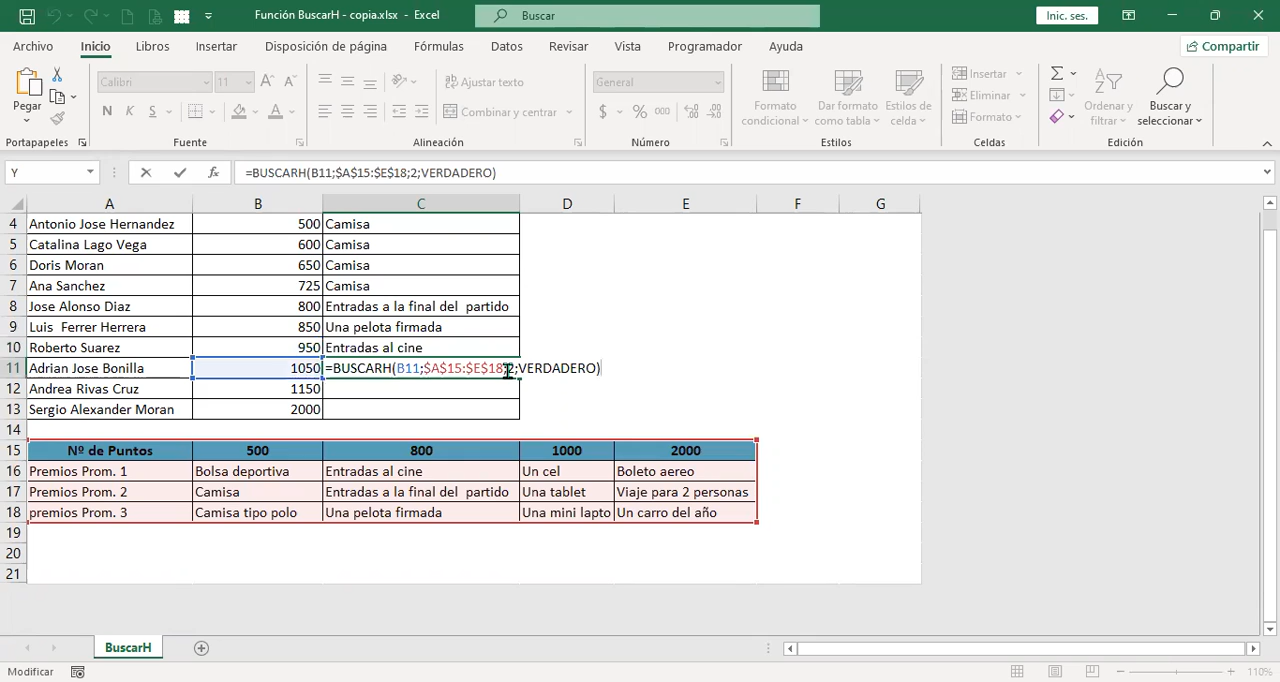 Función BuscarH - copia.xlsx - Excel
Buscar
Inic. ses.
Archivo Inicio Libros Insertar Disposición de página Fórmulas Datos Revisar Vista Programador Ayuda
Compartir
Pegar
Portapapeles
Calibri 11
N K S
Fuente
Ajustar texto
Combinar y centrar
Alineación
General
$ % 000
Número
Formato condicional
Dar formato como tabla
Estilos de celda
Estilos
Insertar
Eliminar
Formato
Celdas
Ordenar y filtrar
Buscar y seleccionar
Edición
Y =BUSCARH(B11;$A$15:$E$18;2;VERDADERO)
A B C D E F G
4 Antonio Jose Hernandez 500 Camisa
5 Catalina Lago Vega 600 Camisa
6 Doris Moran 650 Camisa
7 Ana Sanchez 725 Camisa
8 Jose Alonso Diaz 800 Entradas a la final del partido
9 Luis Ferrer Herrera 850 Una pelota firmada
10 Roberto Suarez 950 Entradas al cine
11 Adrian Jose Bonilla 1050 =BUSCARH(B11;$A$15:$E$18;2;VERDADERO)
12 Andrea Rivas Cruz 1150
13 Sergio Alexander Moran 2000
14
15 Nº de Puntos 500 800 1000 2000
16 Premios Prom. 1 Bolsa deportiva Entradas al cine Un cel Boleto aereo
17 Premios Prom. 2 Camisa Entradas a la final del partido Una tablet Viaje para 2 personas
18 premios Prom. 3 Camisa tipo polo Una pelota firmada Una mini lapto Un carro del año
19
20
21
BuscarH
Modificar
110%